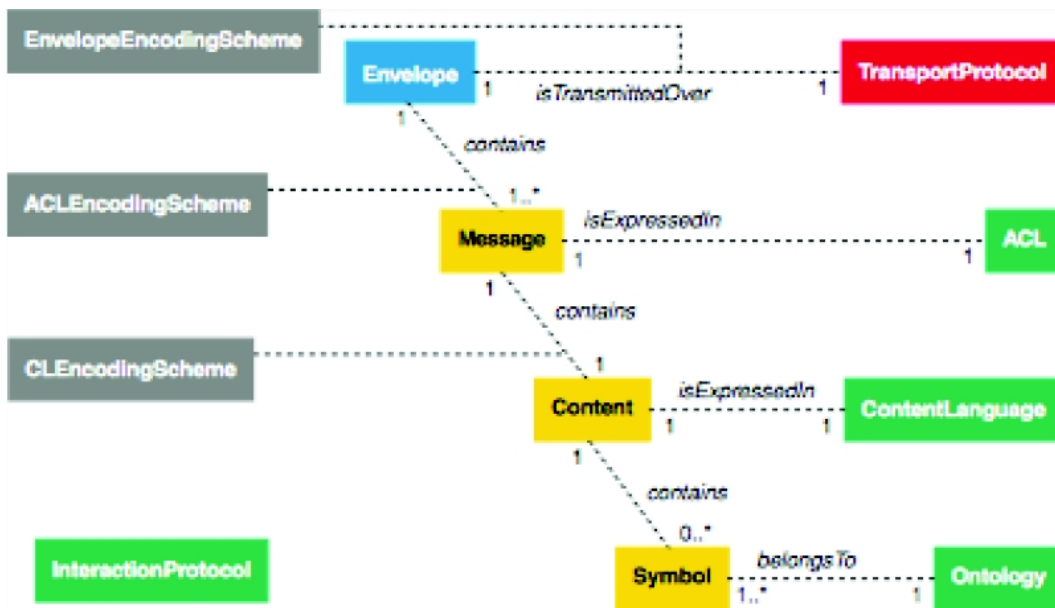 EnvelopeEncodingScheme
Envelope
TransportProtocol
1
isTransmittedOver
1
1
contains
ACLEncodingScheme
1..*
Message
isExpressedIn
ACL
1
1
1
contains
CLEncodingScheme
1
Content
isExpressedIn
ContentLanguage
1
1
1
contains
0..*
InteractionProtocol
Symbol
belongsTo
Ontology
1..*
1